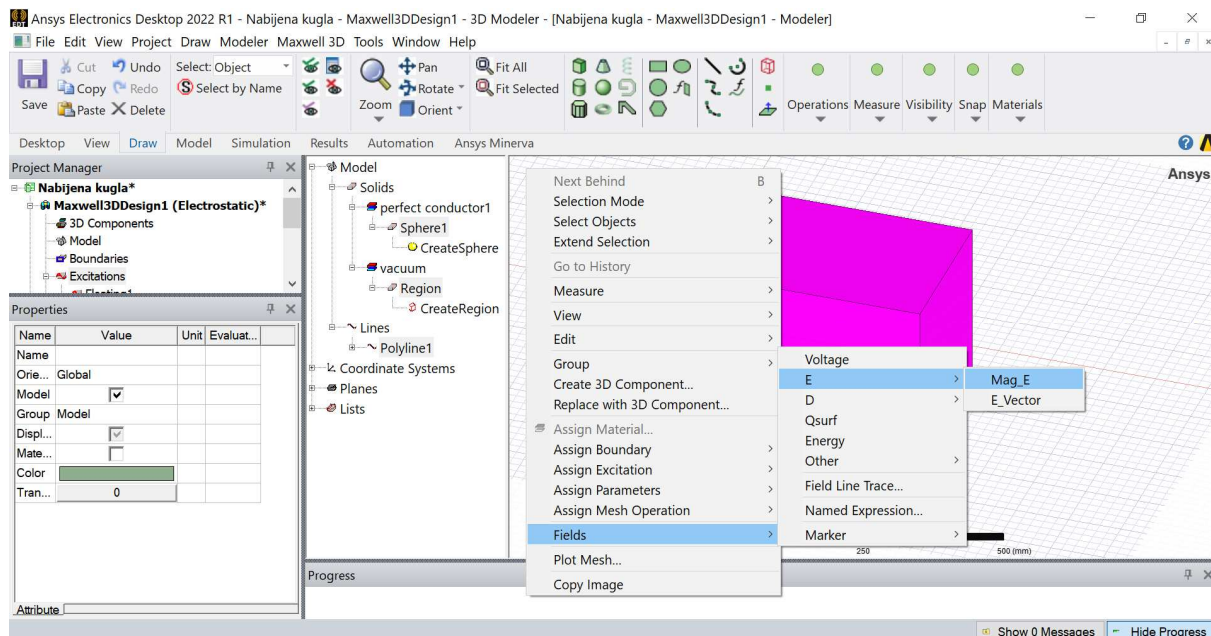 Ansys Electronics Desktop 2022 R1 - Nabijena kugla - Maxwell3DDesign1 - 3D Modeler - [Nabijena kugla - Maxwell3DDesign1 - Modeler]
File Edit View Project Draw Modeler Maxwell 3D Tools Window Help
Save
Cut
Copy
Paste
Undo
Redo
Delete
Select: Object
Select by Name
Zoom
Pan
Rotate
Orient
Fit All
Fit Selected
Operations Measure Visibility Snap Materials
Desktop View Draw Model Simulation Results Automation Ansys Minerva
Project Manager
Nabijena kugla*
Maxwell3DDesign1 (Electrostatic)*
3D Components
Model
Boundaries
Excitations
Properties
Name Value Unit Evaluat...
Name
Orie... Global
Model
Group Model
Displ...
Mate...
Color
Tran... 0
Attribute
Model
Solids
perfect conductor1
Sphere1
CreateSphere
vacuum
Region
CreateRegion
Lines
Polyline1
Coordinate Systems
Planes
Lists
Ansys
Next Behind B
Selection Mode
Select Objects
Extend Selection
Go to History
Measure
View
Edit
Group
Create 3D Component...
Replace with 3D Component...
Assign Material...
Assign Boundary
Assign Excitation
Assign Parameters
Assign Mesh Operation
Fields
Plot Mesh...
Copy Image
Voltage
E
D
Qsurf
Energy
Other
Field Line Trace...
Named Expression...
Marker
Mag_E
E_Vector
250 500 (mm)
Progress
Show 0 Messages Hide Progress